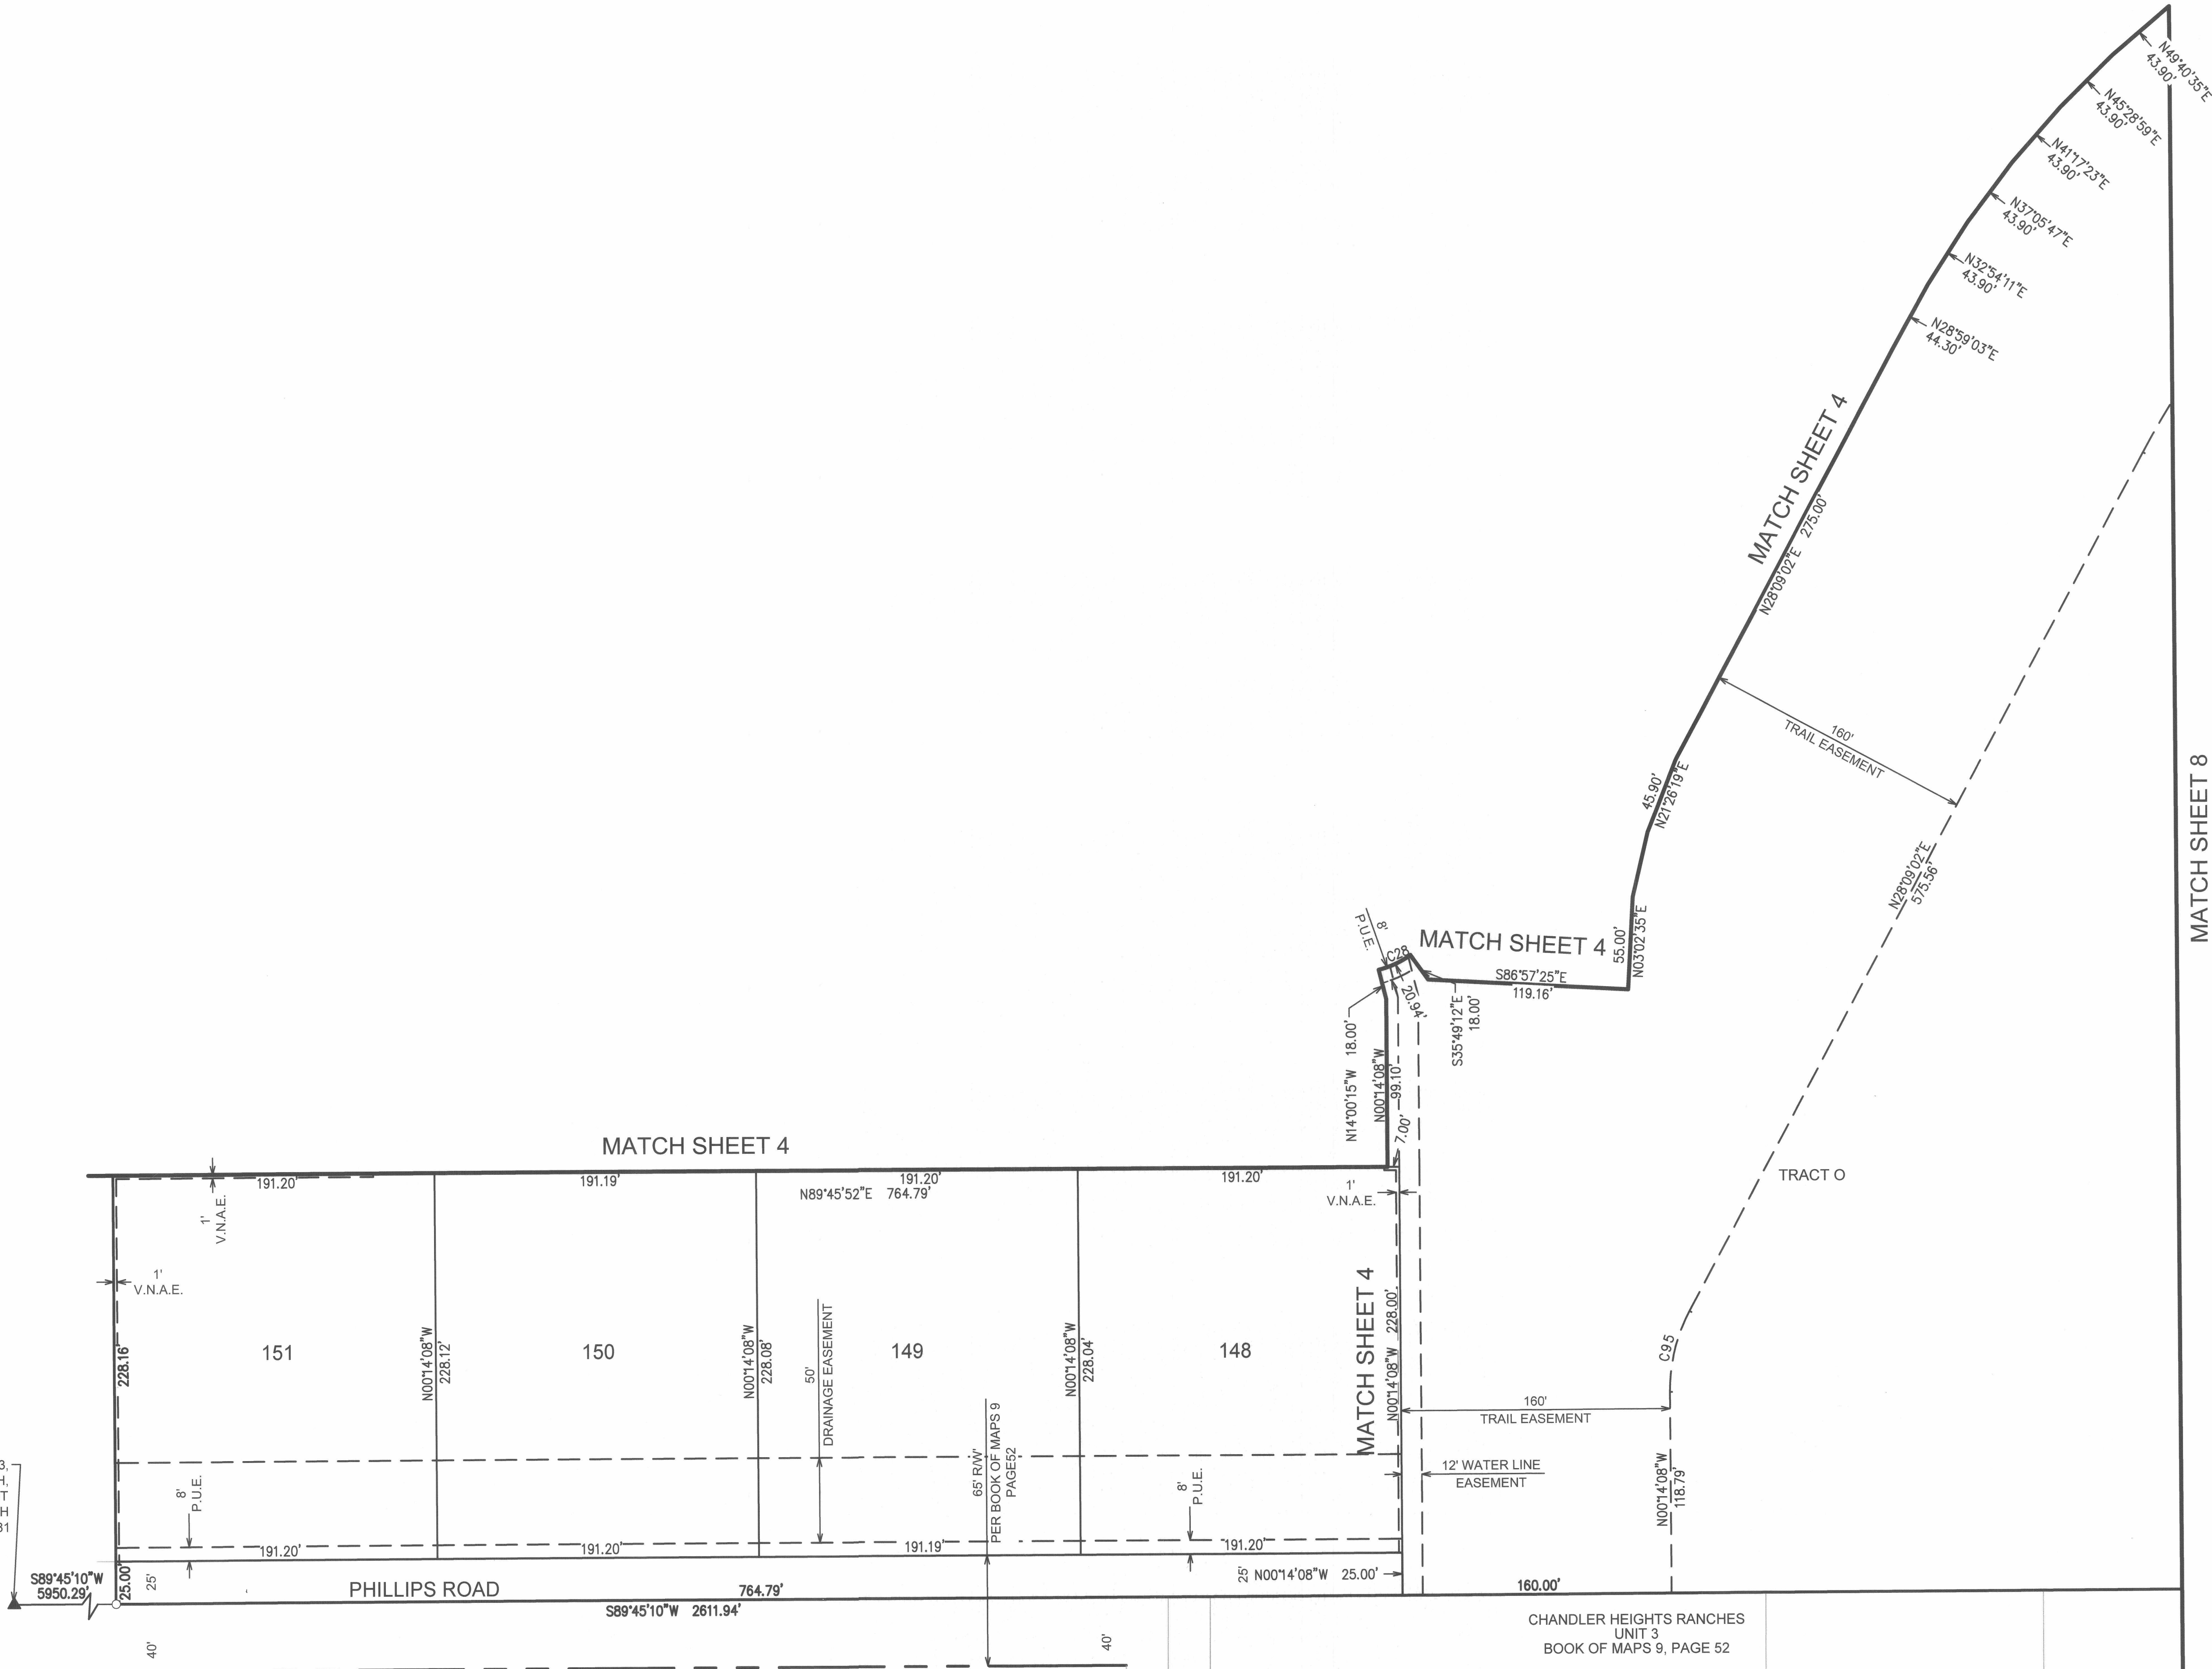 N49°40'35"E
43.90'
N45°28'59"E
43.90'
N41°17'23"E
43.90'
N37°05'47"E
43.90'
N32°54'11"E
43.90'
N28°59'03"E
44.30'
MATCH SHEET 4
N28°09'02"E 275.00'
160'
TRAIL EASEMENT
MATCH SHEET 8
45.90'
N21°26'19"E
N28°09'02"E
575.56'
8'
P.U.E.
C28
MATCH SHEET 4
55.00'
N03°02'35"E
S86°57'25"E
119.16'
20.94'
S35°49'12"E
18.00'
N14°00'15"W 18.00'
N00°14'08"W
99.10'
7.00'
MATCH SHEET 4
191.20'
191.19'
191.20'
191.20'
N89°45'52"E 764.79'
1'
V.N.A.E.
1'
V.N.A.E.
1'
V.N.A.E.
TRACT O
228.16'
151
N00°14'08"W
228.12'
150
N00°14'08"W
228.08'
50'
DRAINAGE EASEMENT
149
N00°14'08"W
228.04'
148
MATCH SHEET 4
N00°14'08"W 228.00'
C95
160'
TRAIL EASEMENT
65' R/W'
PER BOOK OF MAPS 9
PAGE52
12' WATER LINE
EASEMENT
N00°14'08"W
118.79'
3,
H,
T
H
31
8'
P.U.E.
8'
P.U.E.
191.20'
191.20'
191.19'
191.20'
S89°45'10"W
5950.29'
25.00'
25'
PHILLIPS ROAD
764.79'
25'
N00°14'08"W 25.00'
160.00'
S89°45'10"W 2611.94'
40'
40'
CHANDLER HEIGHTS RANCHES
UNIT 3
BOOK OF MAPS 9, PAGE 52